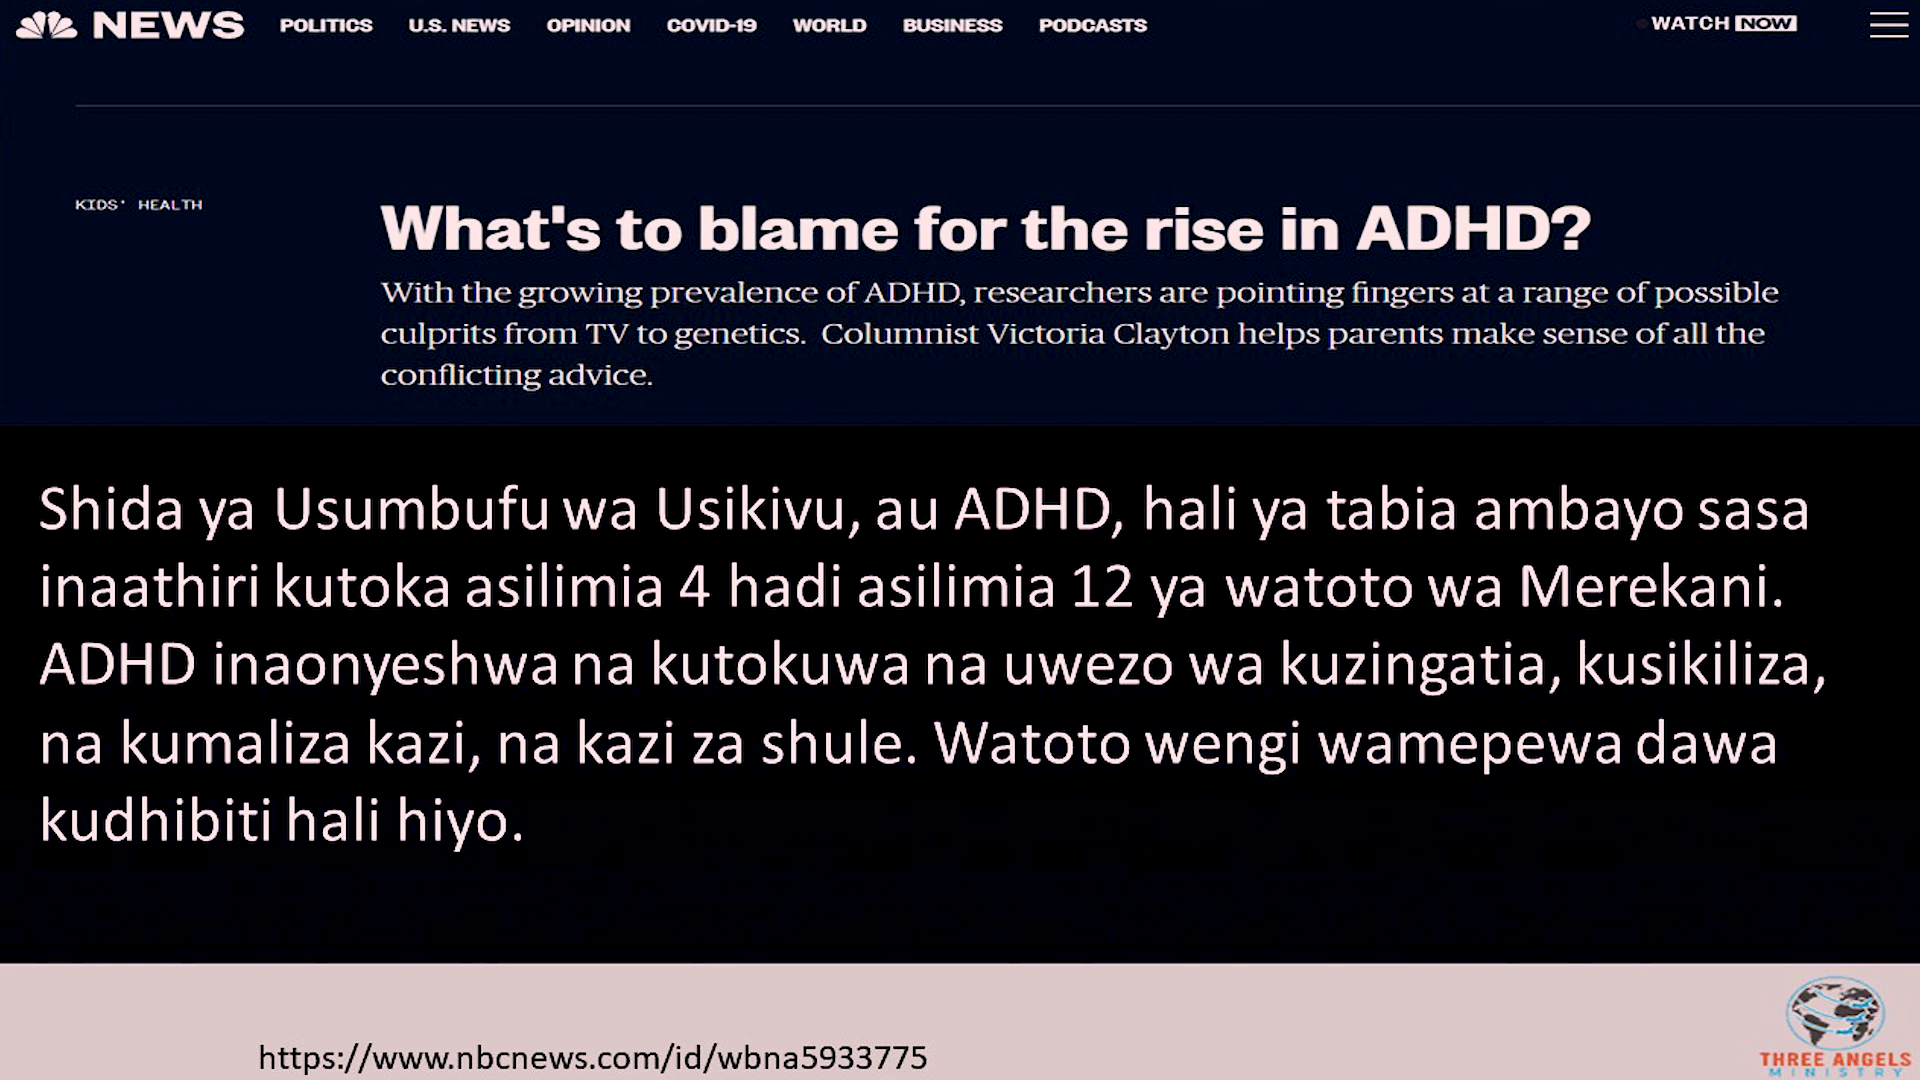 NEWS POLITICS U.S. NEWS OPINION COVID-19 WORLD BUSINESS PODCASTS WATCH NOW
KIDS' HEALTH
What's to blame for the rise in ADHD?
With the growing prevalence of ADHD, researchers are pointing fingers at a range of possible
culprits from TV to genetics. Columnist Victoria Clayton helps parents make sense of all the
conflicting advice.
Shida ya Usumbufu wa Usikivu, au ADHD, hali ya tabia ambayo sasa
inaathiri kutoka asilimia 4 hadi asilimia 12 ya watoto wa Merekani.
ADHD inaonyeshwa na kutokuwa na uwezo wa kuzingatia, kusikiliza,
na kumaliza kazi, na kazi za shule. Watoto wengi wamepewa dawa
kudhibiti hali hiyo.
https://www.nbcnews.com/id/wbna5933775
THREE ANGELS
MINISTRY